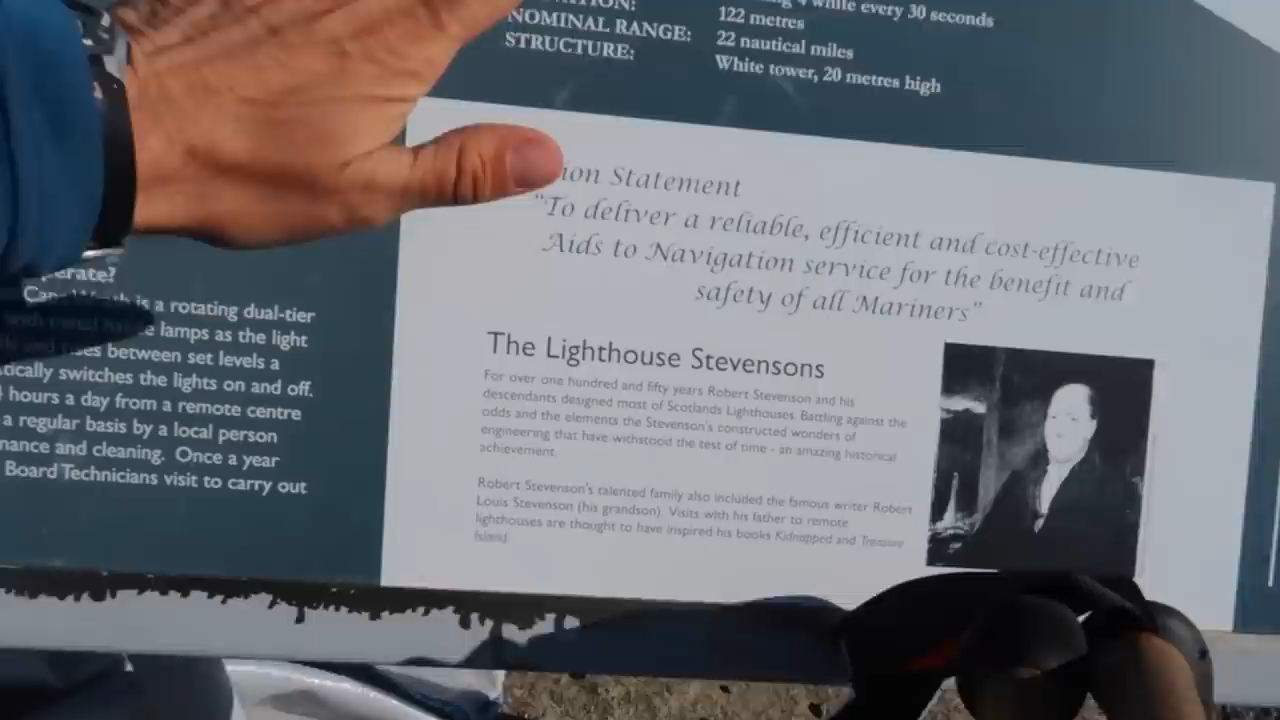 while every 30 seconds
122 metres
NOMINAL RANGE: 22 nautical miles
STRUCTURE: White tower, 20 metres high
Statement
"To deliver a reliable, efficient and cost-effective
Aids to Navigation service for the benefit and
safety of all Mariners"
is a rotating dual-tier
lamps as the light
between set levels a
switches the lights on and off.
hours a day from a remote centre
a regular basis by a local person
and cleaning. Once a year
Board Technicians visit to carry out
The Lighthouse Stevensons
For over one hundred and fifty years Robert Stevenson and his
descendants designed most of Scotlands Lighthouses. Battling against the
odds and the elements the Stevenson's constructed wonders of
engineering that have withstood the test of time - an amazing historical
achievement.
Robert Stevenson's talented family also included the famous writer Robert
Louis Stevenson (his grandson). Visits with his father to remote
lighthouses are thought to have inspired his books Kidnapped and Treasure
Island.